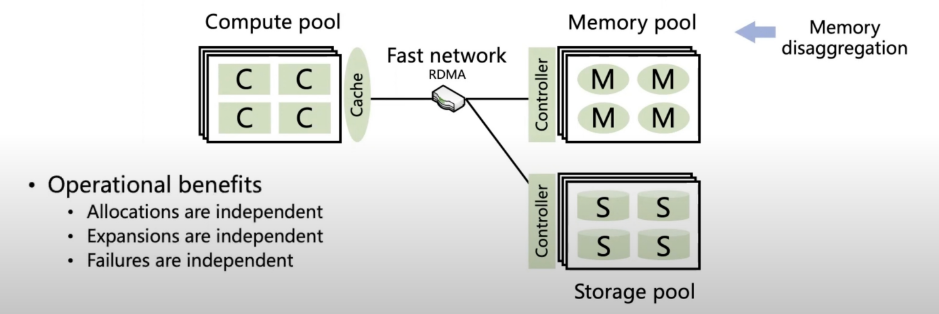 Compute pool
Memory pool
Memory
disaggregation
Fast network
RDMA
C C
C C
Cache
Controller
M M
M M
• Operational benefits
• Allocations are independent
• Expansions are independent
• Failures are independent
Controller
S S
S S
Storage pool